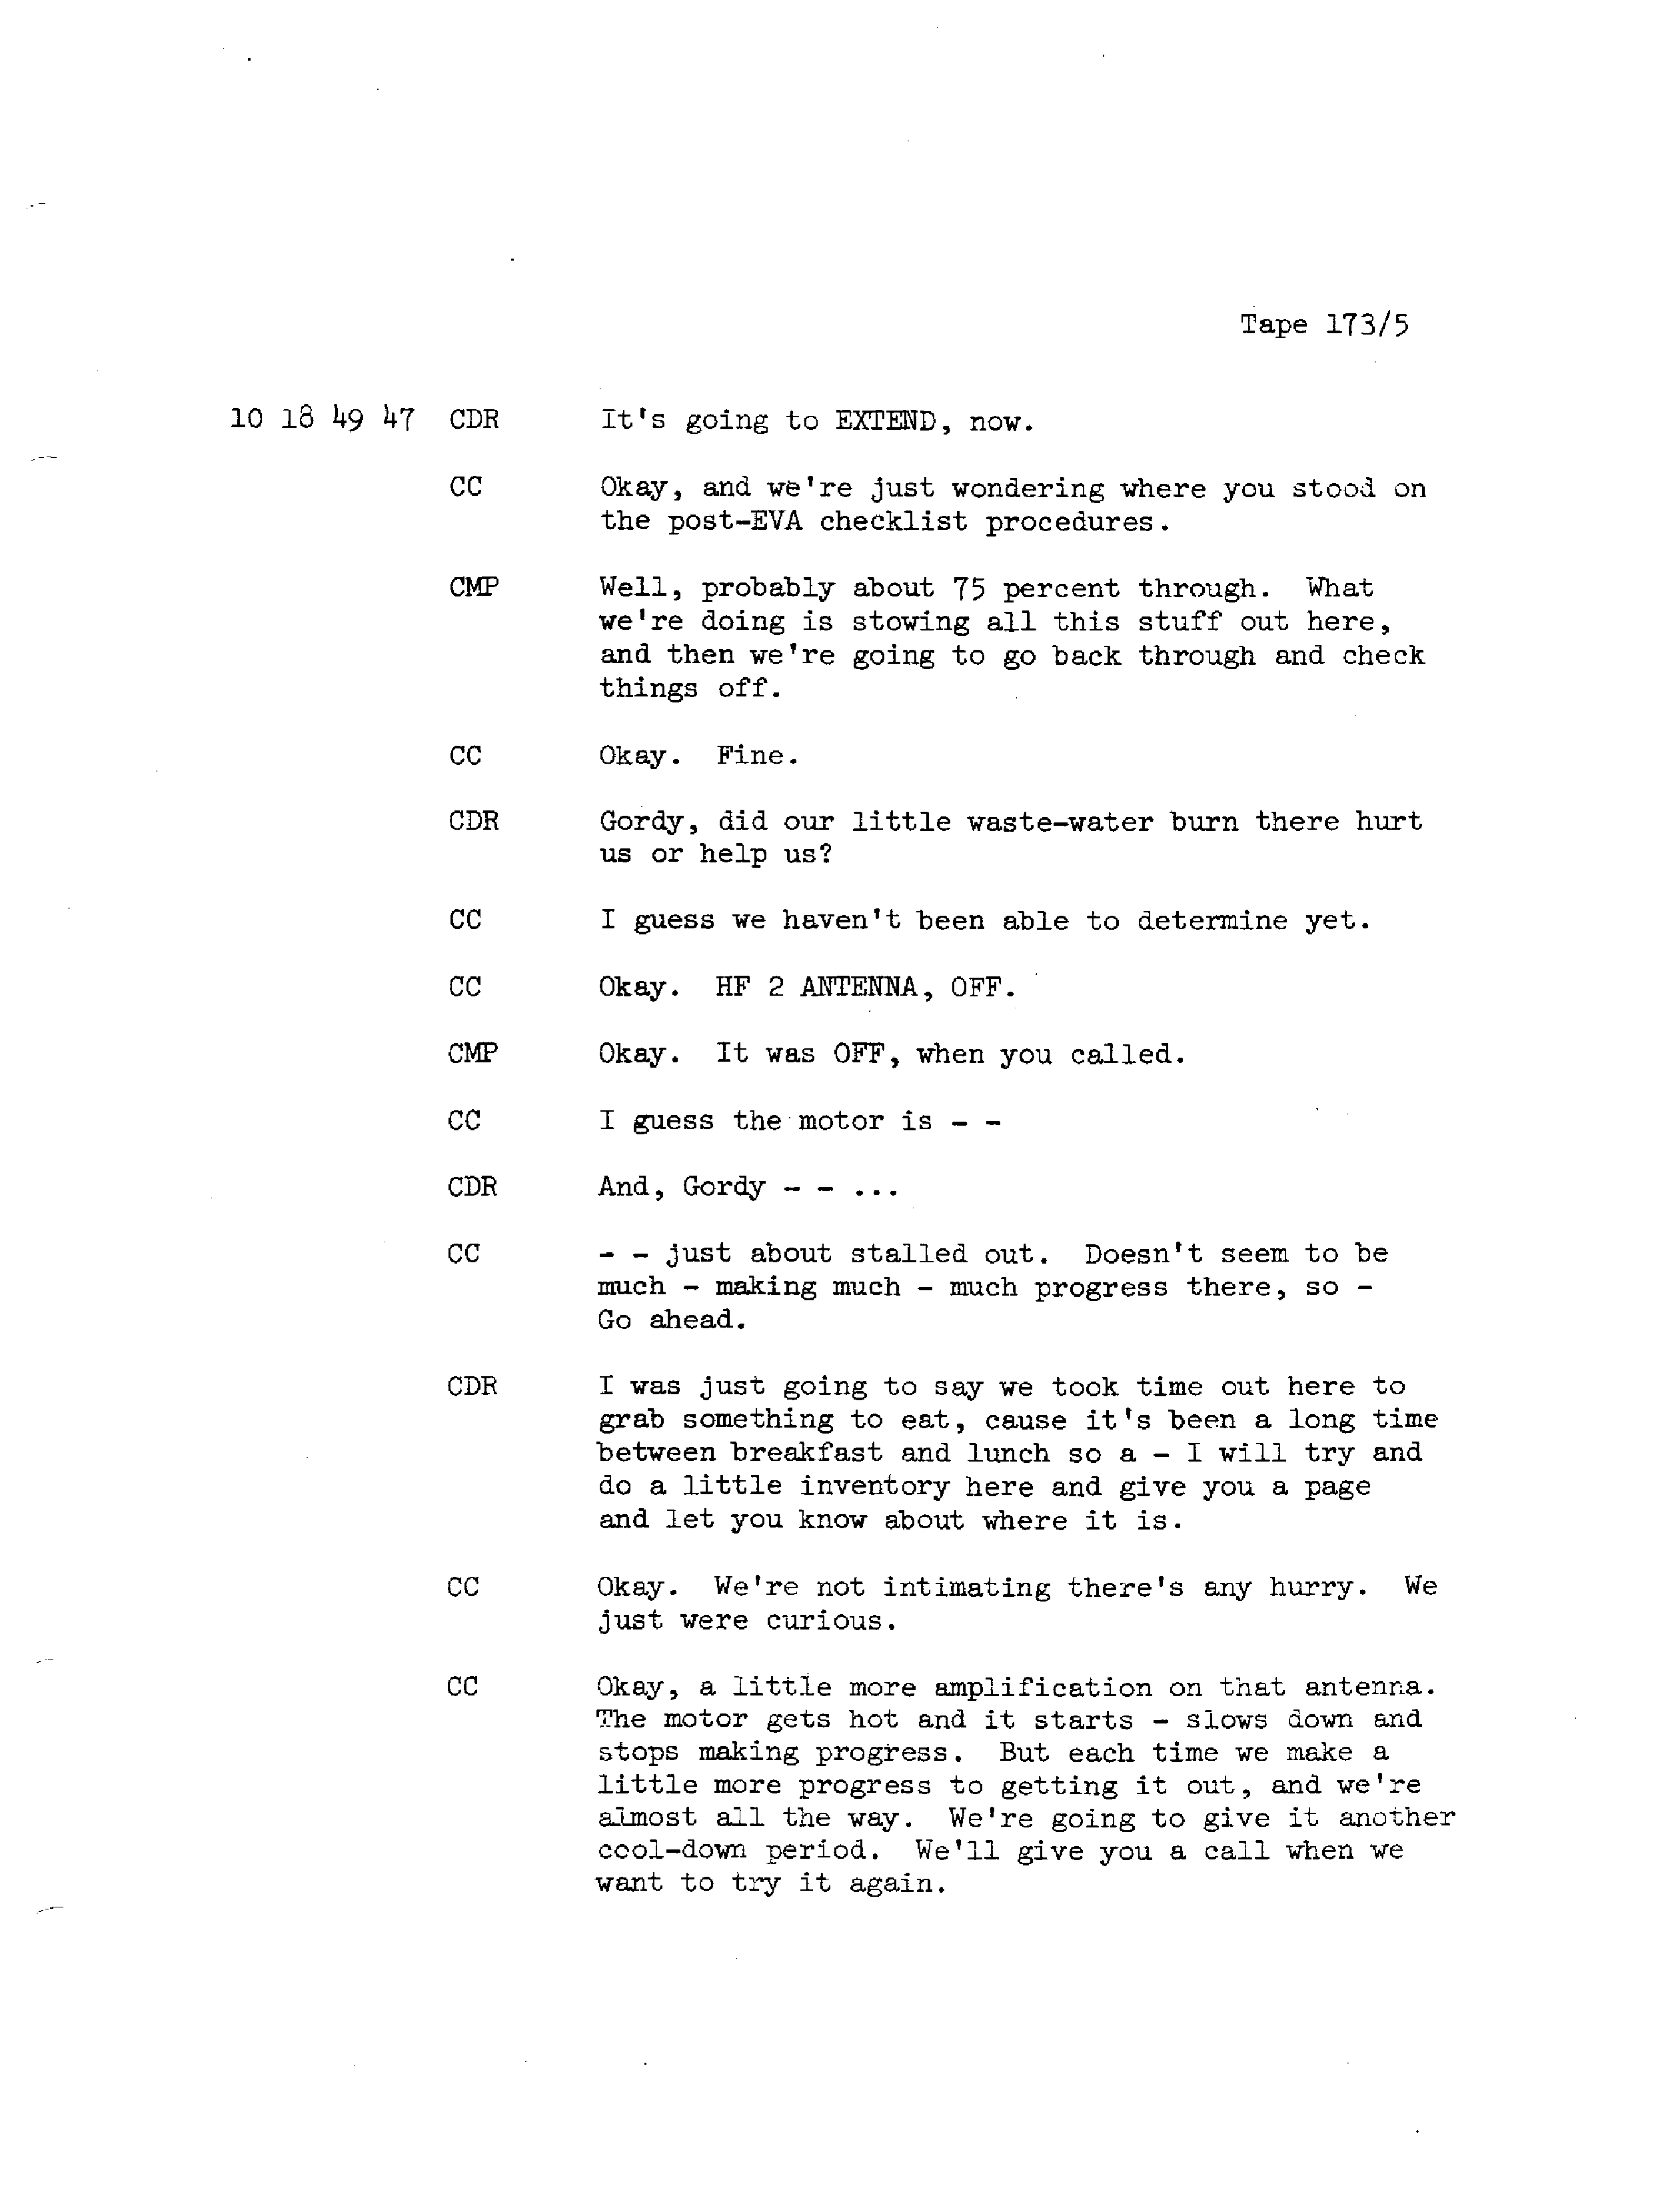 Tape 173/5
10 18 49 47 CDR It's going to EXTEND, now.
CC Okay, and we're just wondering where you stood on
the post-EVA checklist procedures.
CMP Well, probably about 75 percent through. What
we're doing is stowing all this stuff out here,
and then we're going to go back through and check
things off.
CC Okay. Fine.
CDR Gordy, did our little waste-water burn there hurt
us or help us?
CC I guess we haven't been able to determine yet.
CC Okay. HF 2 ANTENNA, OFF.
CMP Okay. It was OFF, when you called.
CC I guess the motor is - -
CDR And, Gordy - - ...
CC - - just about stalled out. Doesn't seem to be
much - making much - much progress there, so -
Go ahead.
CDR I was just going to say we took time out here to
grab something to eat, cause it's been a long time
between breakfast and lunch so a - I will try and
do a little inventory here and give you a page
and let you know about where it is.
CC Okay. We're not intimating there's any hurry. We
just were curious.
CC Okay, a little more amplification on that antenna.
The motor gets hot and it starts - slows down and
stops making progress. But each time we make a
little more progress to getting it out, and we're
almost all the way. We're going to give it another
cool-down period. We'll give you a call when we
want to try it again.